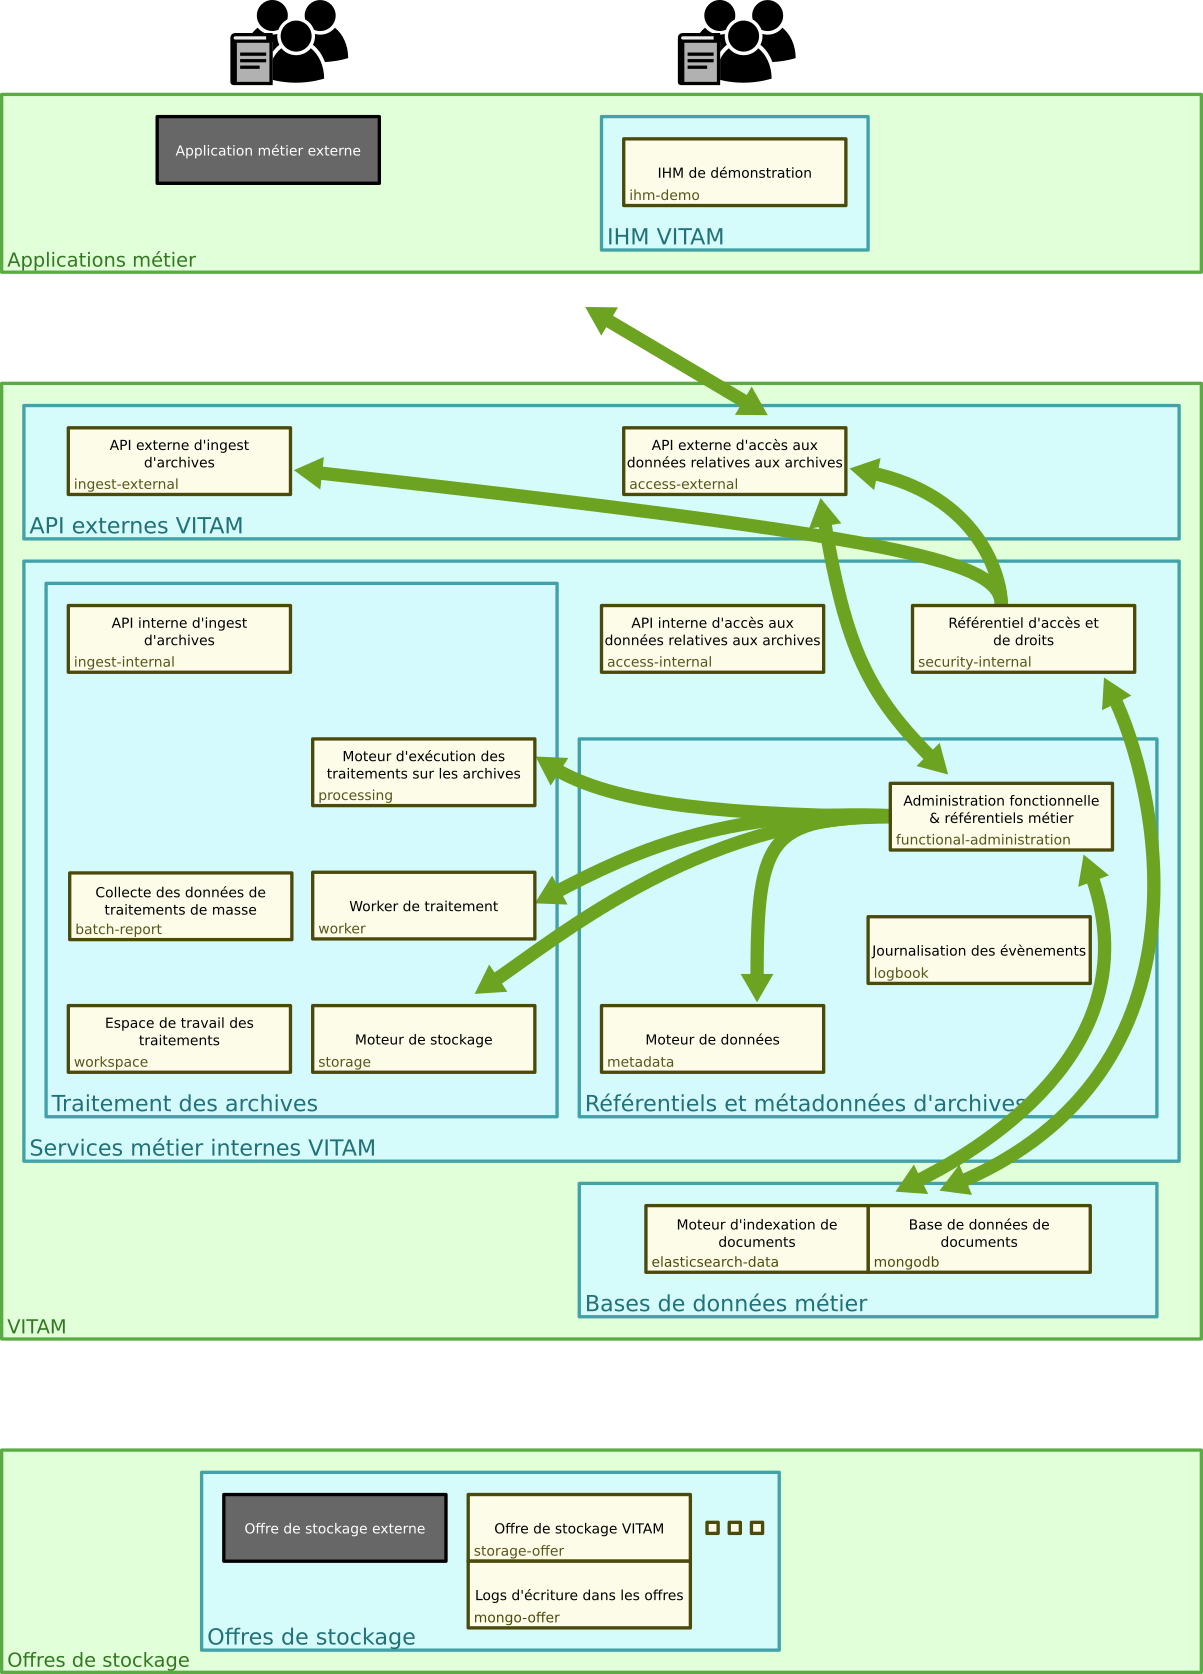 Application métier externe
IHM de démonstration
ihm-demo
IHM VITAM
Applications métier
API externe d'ingest
d'archives
ingest-external
API externe d'accès aux
données relatives aux archives
access-external
API externes VITAM
API interne d'ingest
d'archives
ingest-internal
API interne d'accès aux
données relatives aux archives
access-internal
Référentiel d'accès et
de droits
security-internal
Moteur d'exécution des
traitements sur les archives
processing
Administration fonctionnelle
& référentiels métier
functional-administration
Collecte des données de
traitements de masse
batch-report
Worker de traitement
worker
Journalisation des évènements
logbook
Espace de travail des
traitements
workspace
Moteur de stockage
storage
Moteur de données
metadata
Traitement des archives
Référentiels et métadonnées d'archives
Services métier internes VITAM
Moteur d'indexation de
documents
elasticsearch-data
Base de données de
documents
mongodb
Bases de données métier
VITAM
Offre de stockage externe
Offre de stockage VITAM
storage-offer
Logs d'écriture dans les offres
mongo-offer
Offres de stockage
Offres de stockage